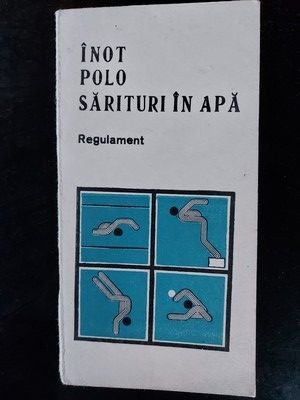 ÎNOT
POLO
SĂRITURI ÎN APĂ
Regulament